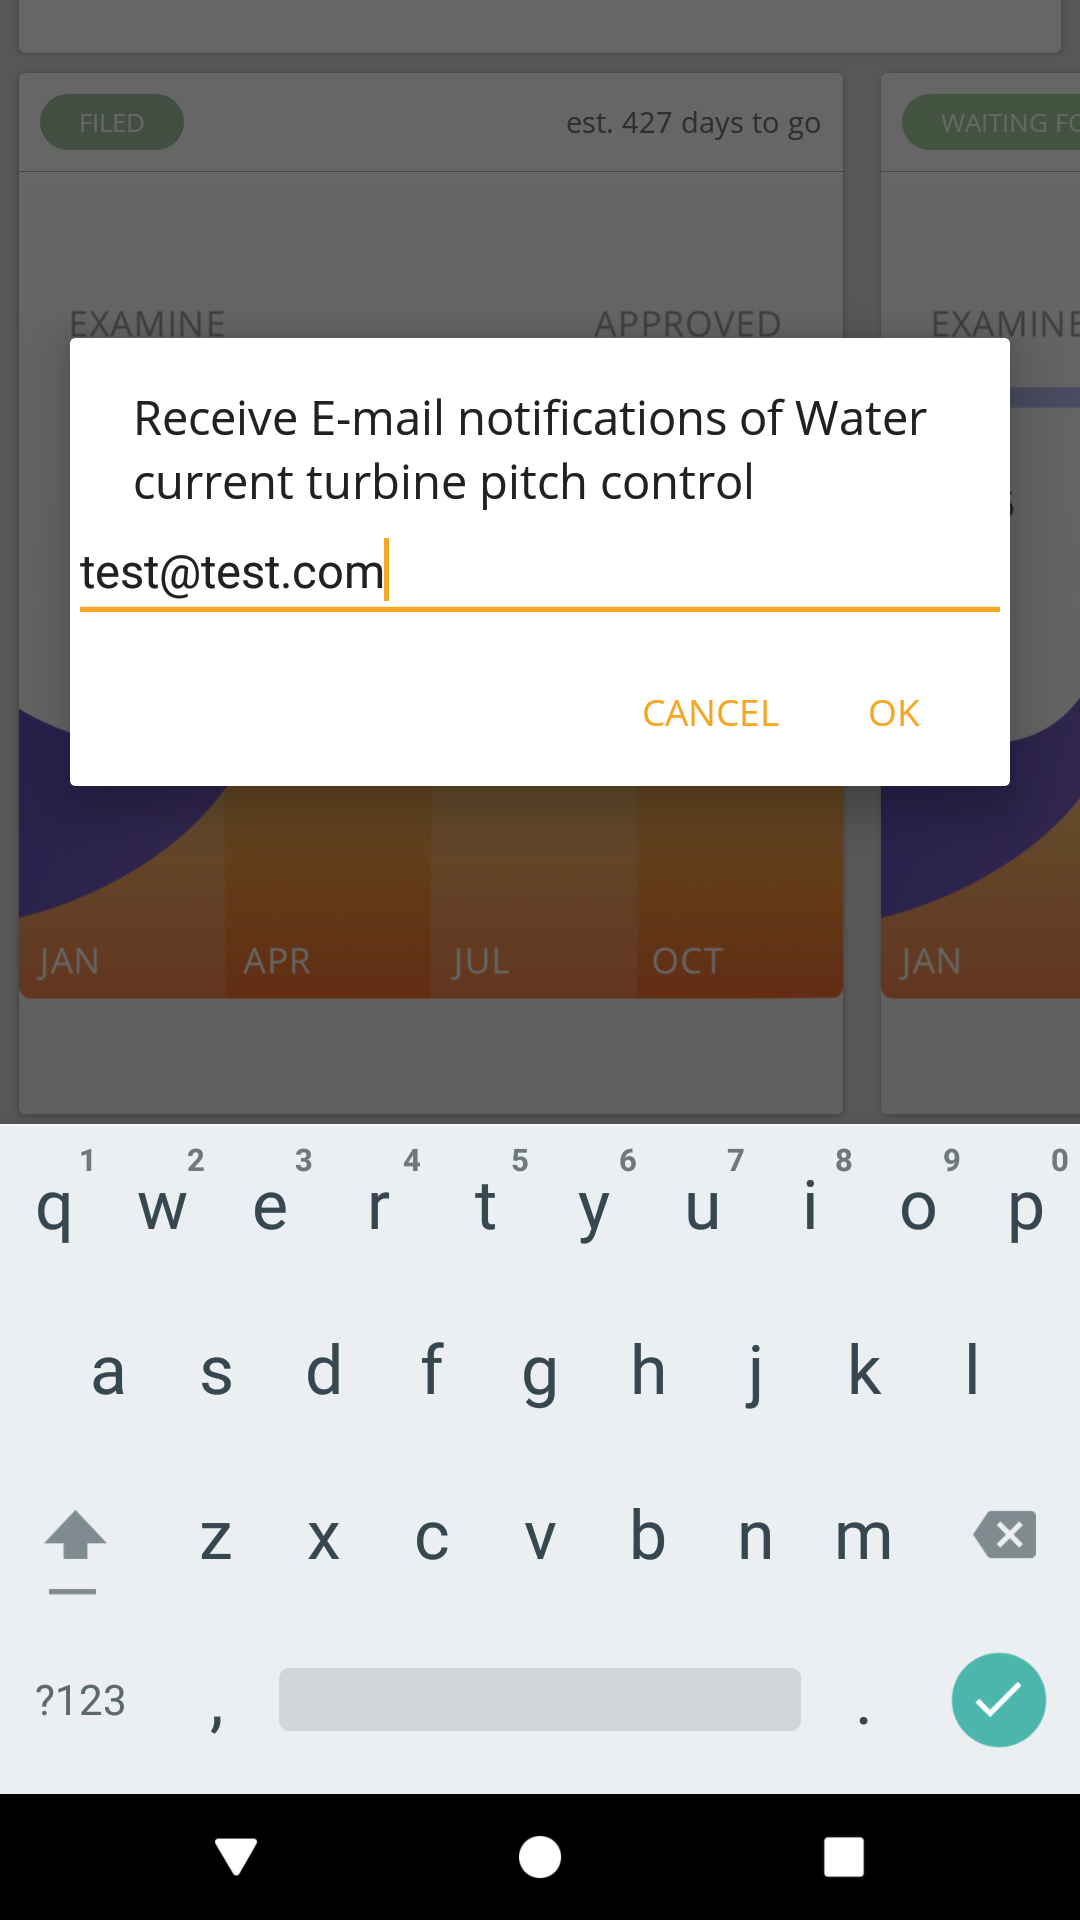 FILED
est. 427 days to go
WAITING
EXAMINE
APPROVED
EXAMINE
Receive E-mail notifications of Water
current turbine pitch control
test@test.com
CANCEL
OK
JAN
APR
JUL
OCT
JAN
1 2 3 4 5 6 7 8 9 0
q w e r t y u i o p
a s d f g h j k l
z x c v b n m
?123 , .